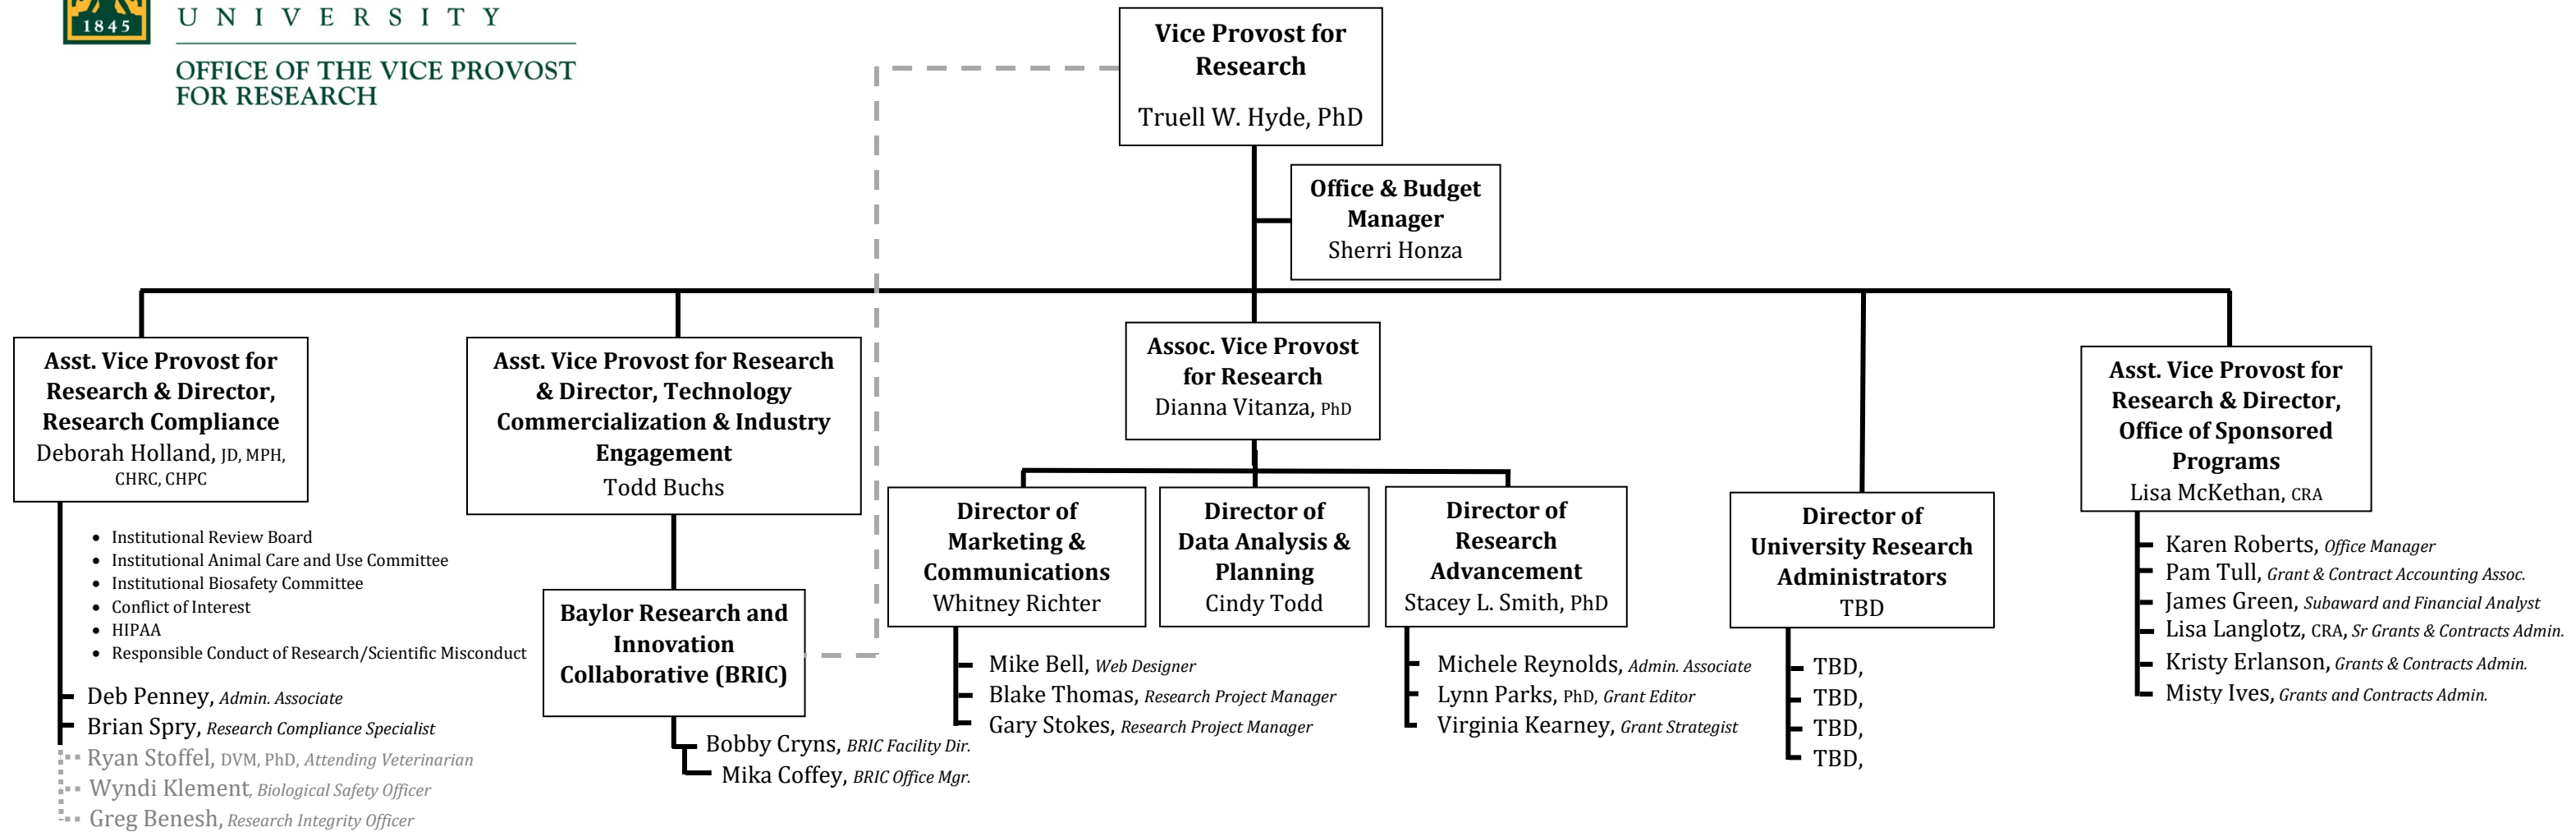 1845
UNIVERSITY
OFFICE OF THE VICE PROVOST
FOR RESEARCH
Vice Provost for
Research
Truell W. Hyde, PhD
Office & Budget
Manager
Sherri Honza
Asst. Vice Provost for
Research & Director,
Research Compliance
Deborah Holland, JD, MPH,
CHRC, CHPC
• Institutional Review Board
• Institutional Animal Care and Use Committee
• Institutional Biosafety Committee
• Conflict of Interest
• HIPAA
• Responsible Conduct of Research/Scientific Misconduct
Deb Penney, Admin. Associate
Brian Spry, Research Compliance Specialist
Ryan Stoffel, DVM, PhD, Attending Veterinarian
Wyndi Klement, Biological Safety Officer
Greg Benesh, Research Integrity Officer
Asst. Vice Provost for Research
& Director, Technology
Commercialization & Industry
Engagement
Todd Buchs
Baylor Research and
Innovation
Collaborative (BRIC)
Bobby Cryns, BRIC Facility Dir.
Mika Coffey, BRIC Office Mgr.
Assoc. Vice Provost
for Research
Dianna Vitanza, PhD
Director of
Marketing &
Communications
Whitney Richter
Mike Bell, Web Designer
Blake Thomas, Research Project Manager
Gary Stokes, Research Project Manager
Director of
Data Analysis &
Planning
Cindy Todd
Director of
Research
Advancement
Stacey L. Smith, PhD
Michele Reynolds, Admin. Associate
Lynn Parks, PhD, Grant Editor
Virginia Kearney, Grant Strategist
Director of
University Research
Administrators
TBD
TBD,
TBD,
TBD,
TBD,
Asst. Vice Provost for
Research & Director,
Office of Sponsored
Programs
Lisa McKethan, CRA
Karen Roberts, Office Manager
Pam Tull, Grant & Contract Accounting Assoc.
James Green, Subaward and Financial Analyst
Lisa Langlotz, CRA, Sr Grants & Contracts Admin.
Kristy Erlanson, Grants & Contracts Admin.
Misty Ives, Grants and Contracts Admin.